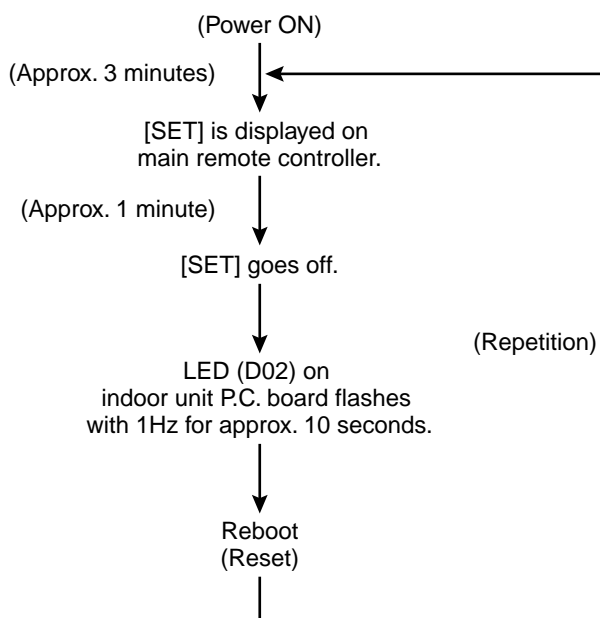 (Power ON)
(Approx. 3 minutes)
[SET] is displayed on
main remote controller.
(Approx. 1 minute)
[SET] goes off.
(Repetition)
LED (D02) on
indoor unit P.C. board flashes
with 1Hz for approx. 10 seconds.
Reboot
(Reset)